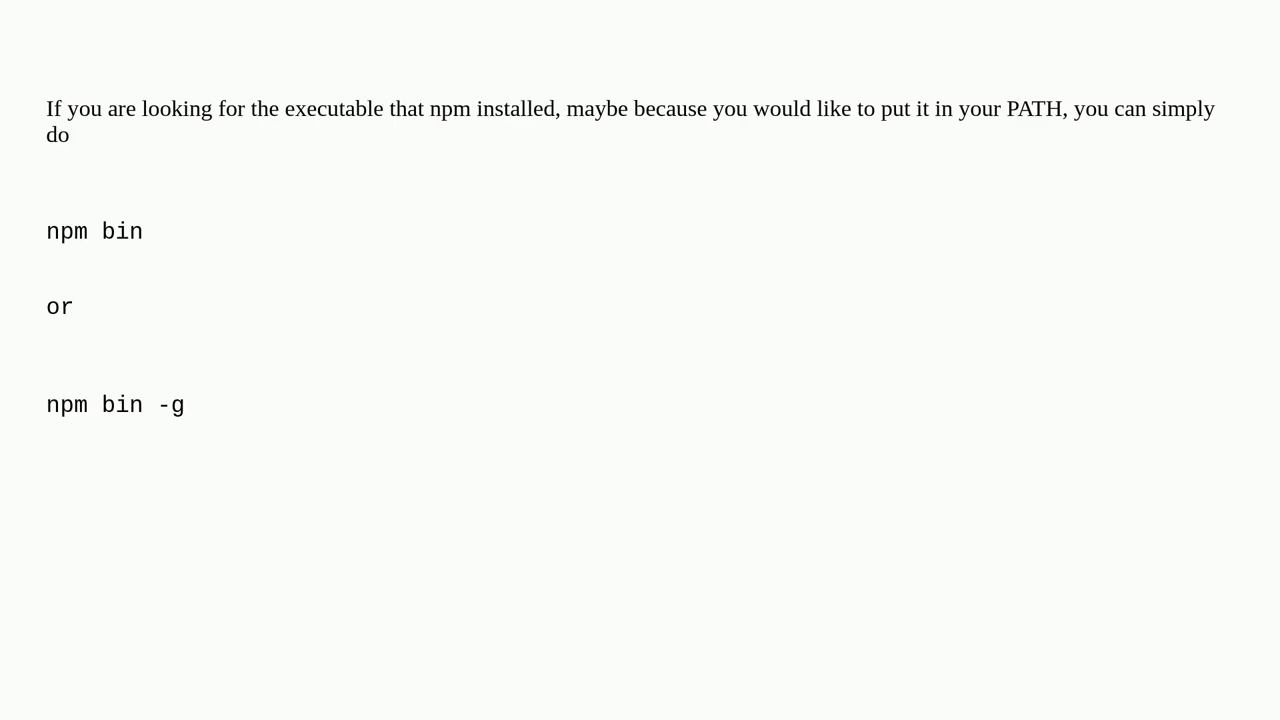 If you are looking for the executable that npm installed, maybe because you would like to put it in your PATH, you can simply
do
npm bin
or
npm bin -g